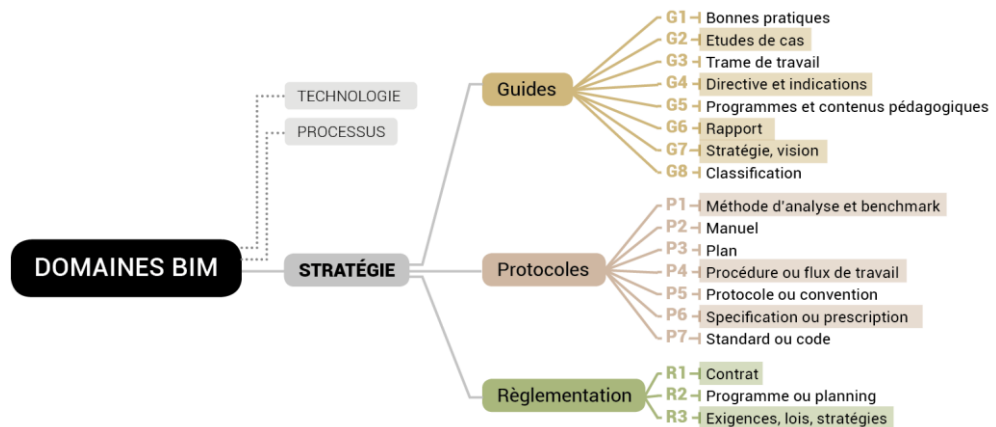 DOMAINES BIM
TECHNOLOGIE
PROCESSUS
STRATÉGIE
Guides
G1 Bonnes pratiques
G2 Etudes de cas
G3 Trame de travail
G4 Directive et indications
G5 Programmes et contenus pédagogiques
G6 Rapport
G7 Stratégie, vision
G8 Classification
Protocoles
P1 Méthode d'analyse et benchmark
P2 Manuel
P3 Plan
P4 Procédure ou flux de travail
P5 Protocole ou convention
P6 Specification ou prescription
P7 Standard ou code
Règlementation
R1 Contrat
R2 Programme ou planning
R3 Exigences, lois, stratégies